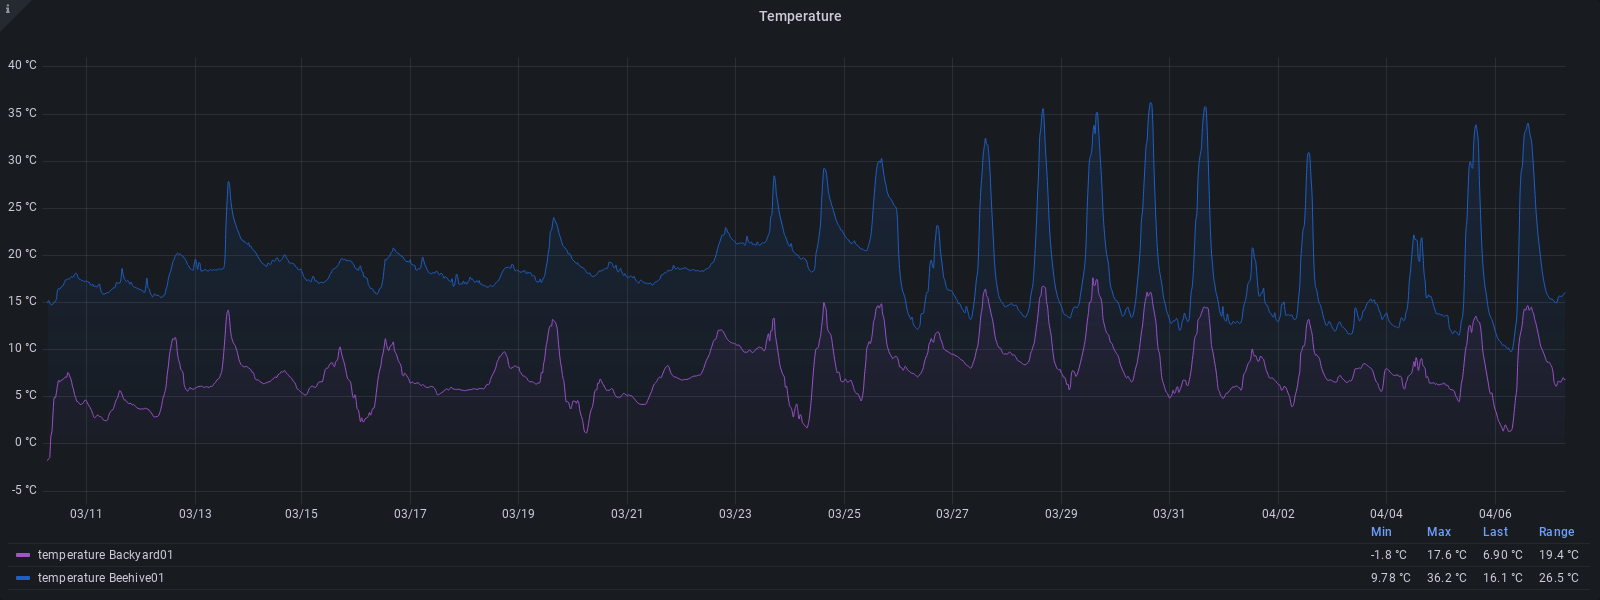 i
Temperature
40 °C
35 °C
30 °C
25 °C
20 °C
15 °C
10 °C
5 °C
0 °C
-5 °C
03/11 03/13 03/15 03/17 03/19 03/21 03/23 03/25 03/27 03/29 03/31 04/02 04/04 04/06
Min Max Last Range
temperature Backyard01 -1.8 °C 17.6 °C 6.90 °C 19.4 °C
temperature Beehive01 9.78 °C 36.2 °C 16.1 °C 26.5 °C